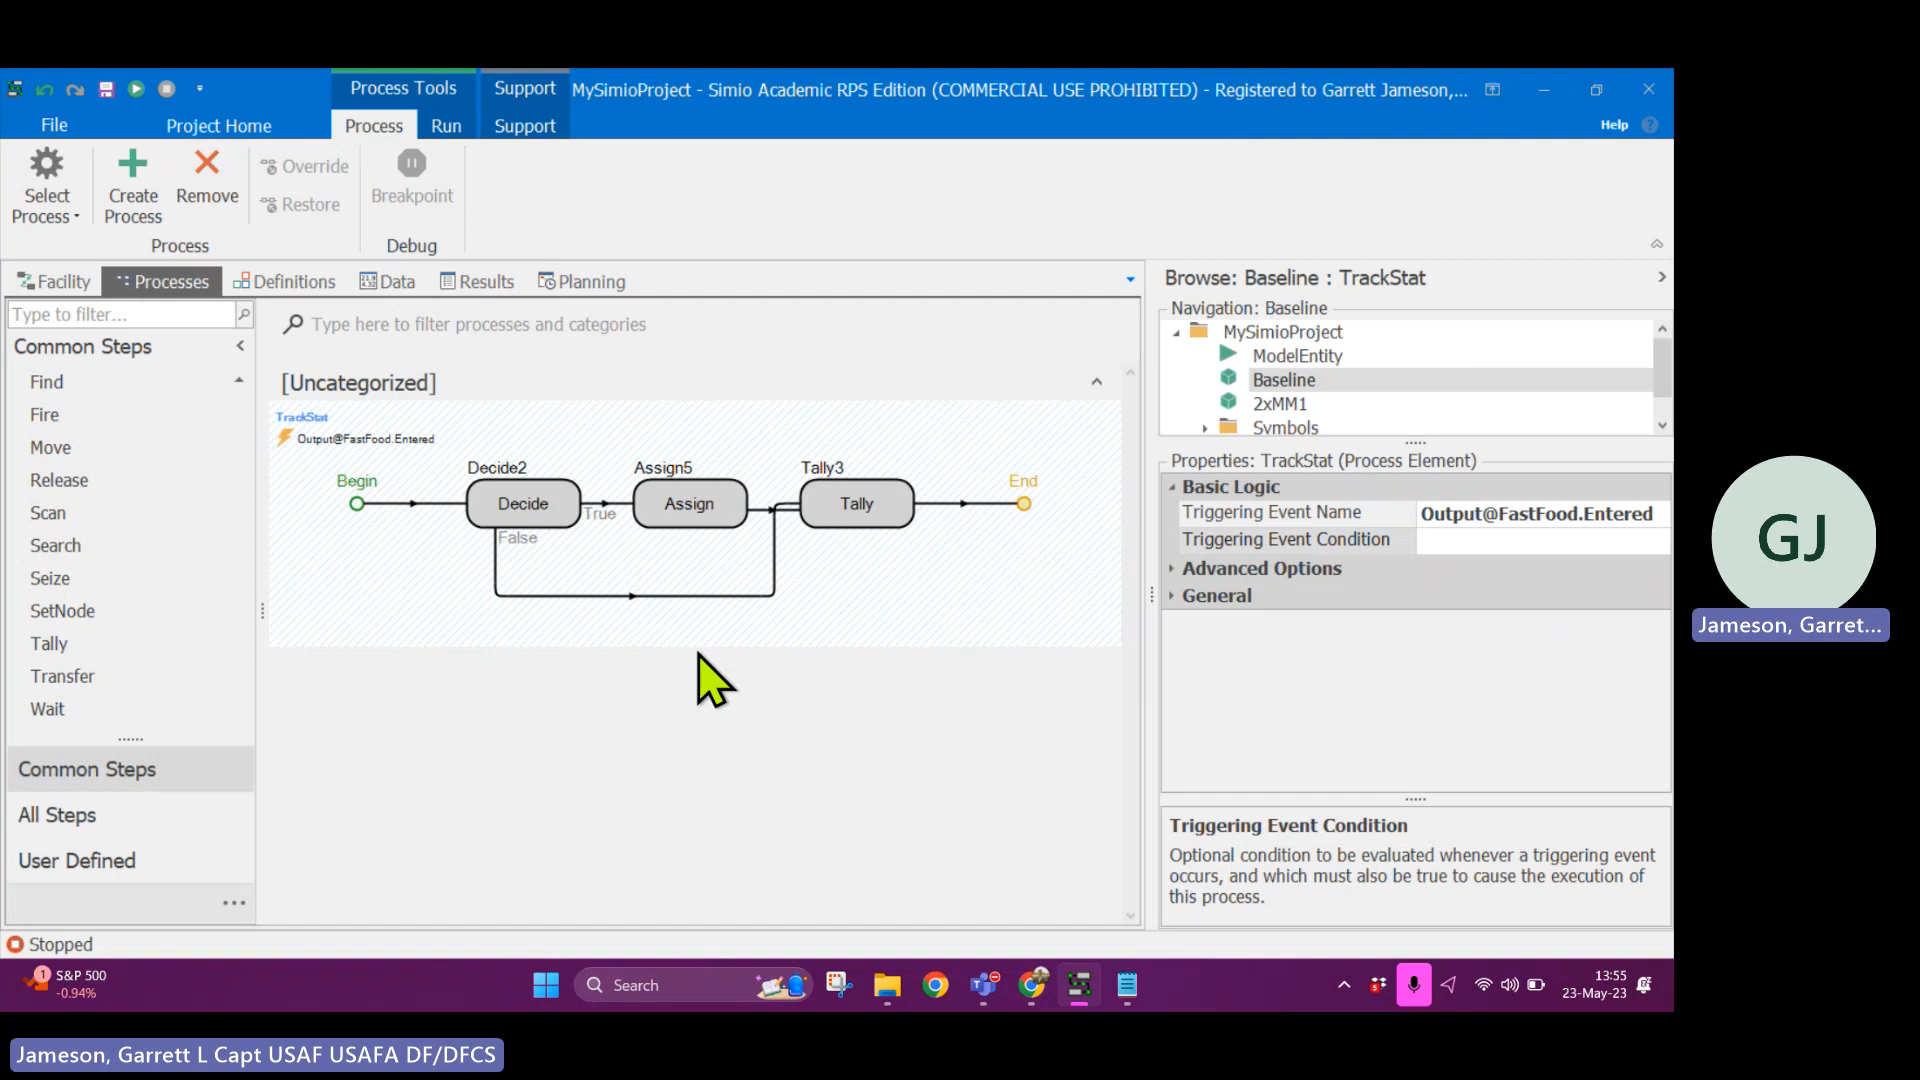 Process Tools
Support
MySimioProject - Simio Academic RPS Edition (COMMERCIAL USE PROHIBITED) - Registered to Garrett Jameson,...
File
Project Home
Process
Run
Support
Help
Select
Process
Create
Process
Remove
Override
Restore
Breakpoint
Process
Debug
Facility
Processes
Definitions
Data
Results
Planning
Type to filter...
Common Steps
Find
Fire
Move
Release
Scan
Search
Seize
SetNode
Tally
Transfer
Wait
Common Steps
All Steps
User Defined
...
Type here to filter processes and categories
[Uncategorized]
TrackStat
Output@FastFood.Entered
Begin
Decide2
Decide
True
False
Assign5
Assign
Tally3
Tally
End
Browse: Baseline : TrackStat
Navigation: Baseline
MySimioProject
ModelEntity
Baseline
2xMM1
Symbols
Properties: TrackStat (Process Element)
Basic Logic
Triggering Event Name
Output@FastFood.Entered
Triggering Event Condition
Advanced Options
General
Triggering Event Condition
Optional condition to be evaluated whenever a triggering event
occurs, and which must also be true to cause the execution of
this process.
Stopped
1
S&P 500
-0.94%
Search
13:55
23-May-23
GJ
Jameson, Garret...
Jameson, Garrett L Capt USAF USAFA DF/DFCS